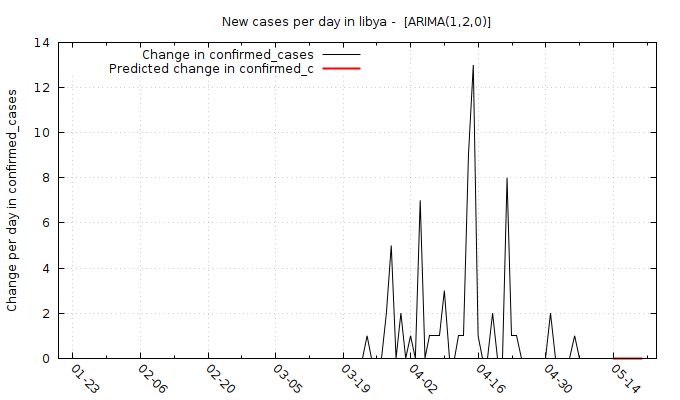 New cases per day in libya -  [ARIMA(1,2,0)]
Change in confirmed_cases
Predicted change in confirmed_c
Change per day in confirmed_cases
14
12
10
8
6
4
2
0
01-23 02-06 02-20 03-05 03-19 04-02 04-16 04-30 05-14